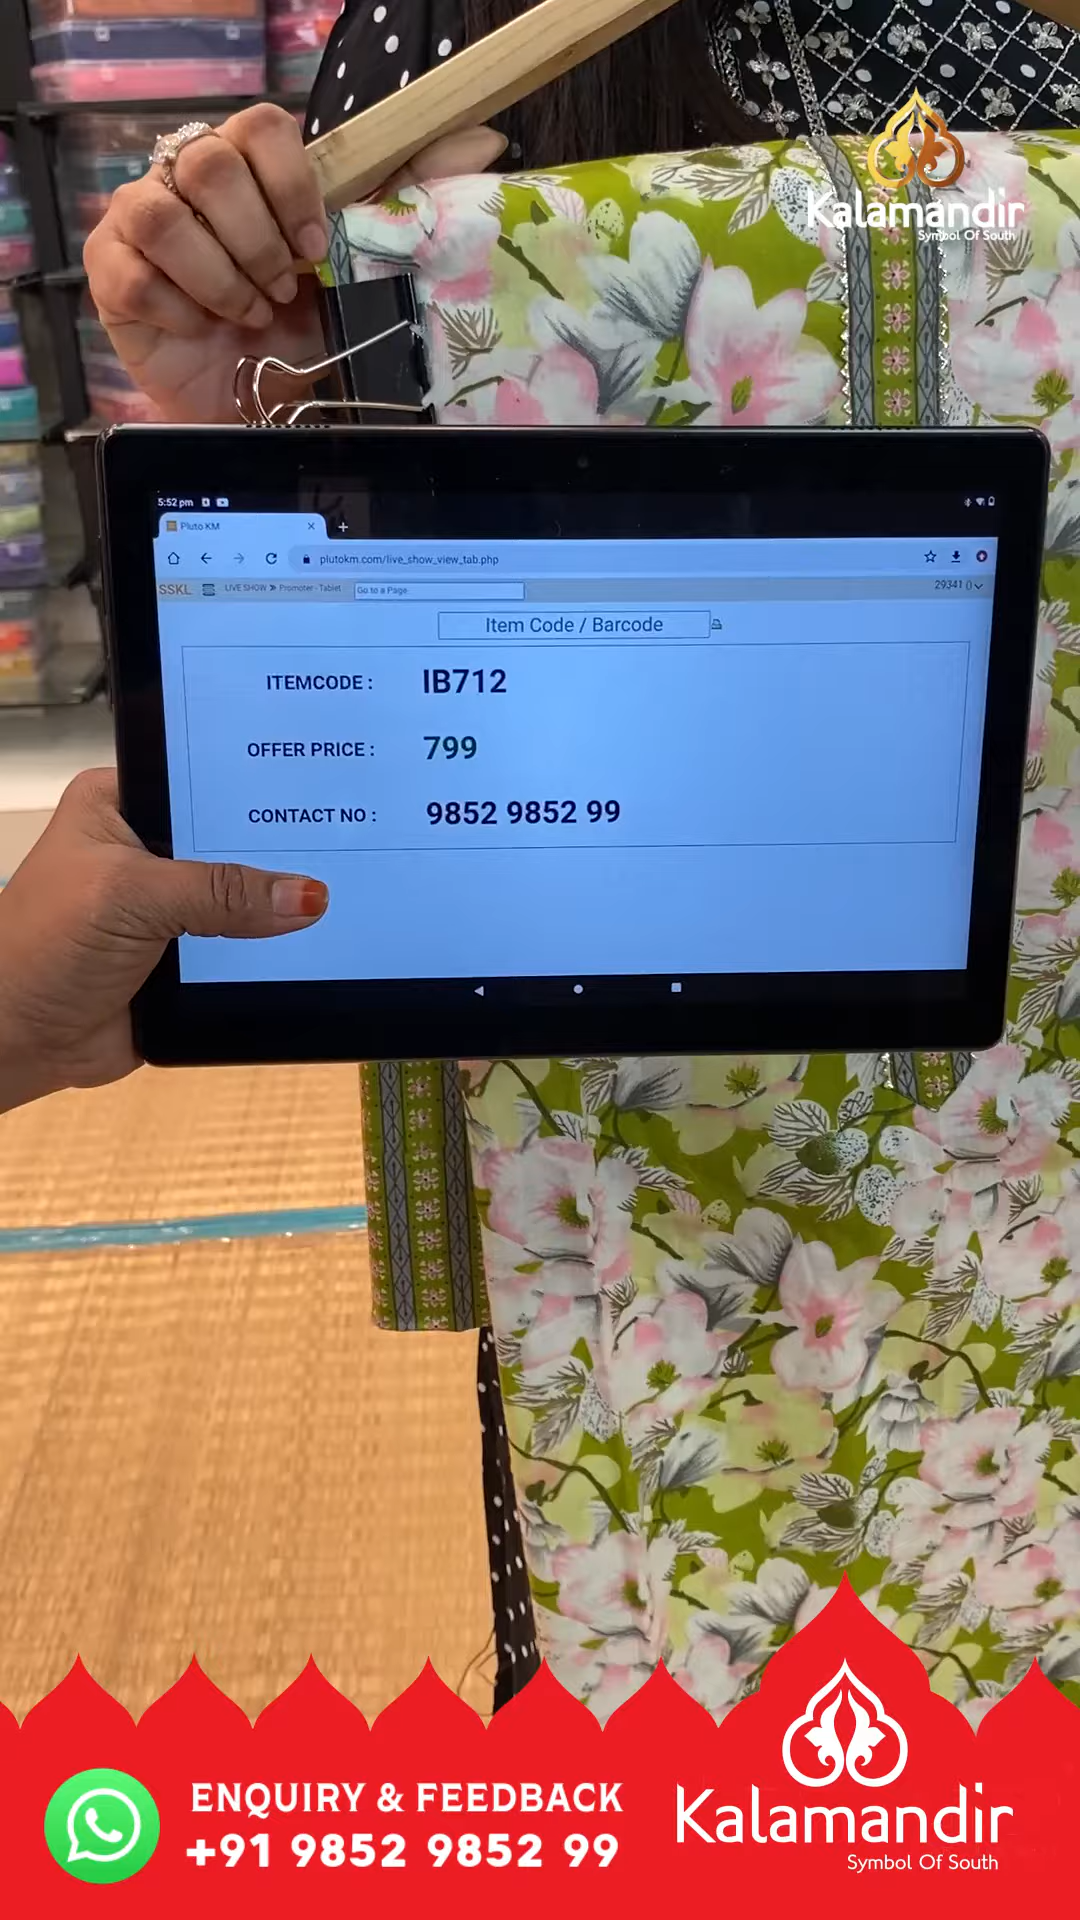 Kalamandir
Symbol Of South
5:52 pm
Pluto KM
plutokm.com/live_show_view_tab.php
SSKL
LIVE SHOW
Promoter - Tablet
Go to a Page
29341 ()
Item Code / Barcode
ITEMCODE : IB712
OFFER PRICE : 799
CONTACT NO : 9852 9852 99
ENQUIRY & FEEDBACK
+91 9852 9852 99
Kalamandir
Symbol Of South